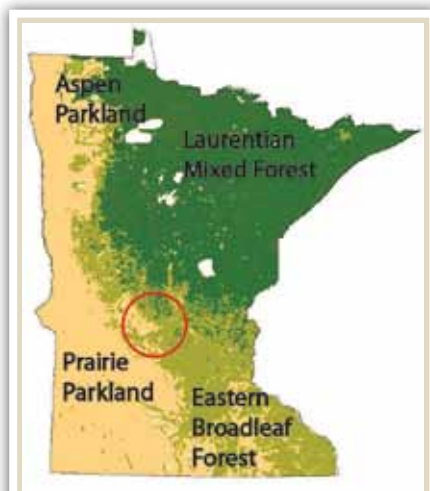 Aspen
Parkland
Laurentian
Mixed Forest
Prairie
Parkland
Eastern
Broadleaf
Forest